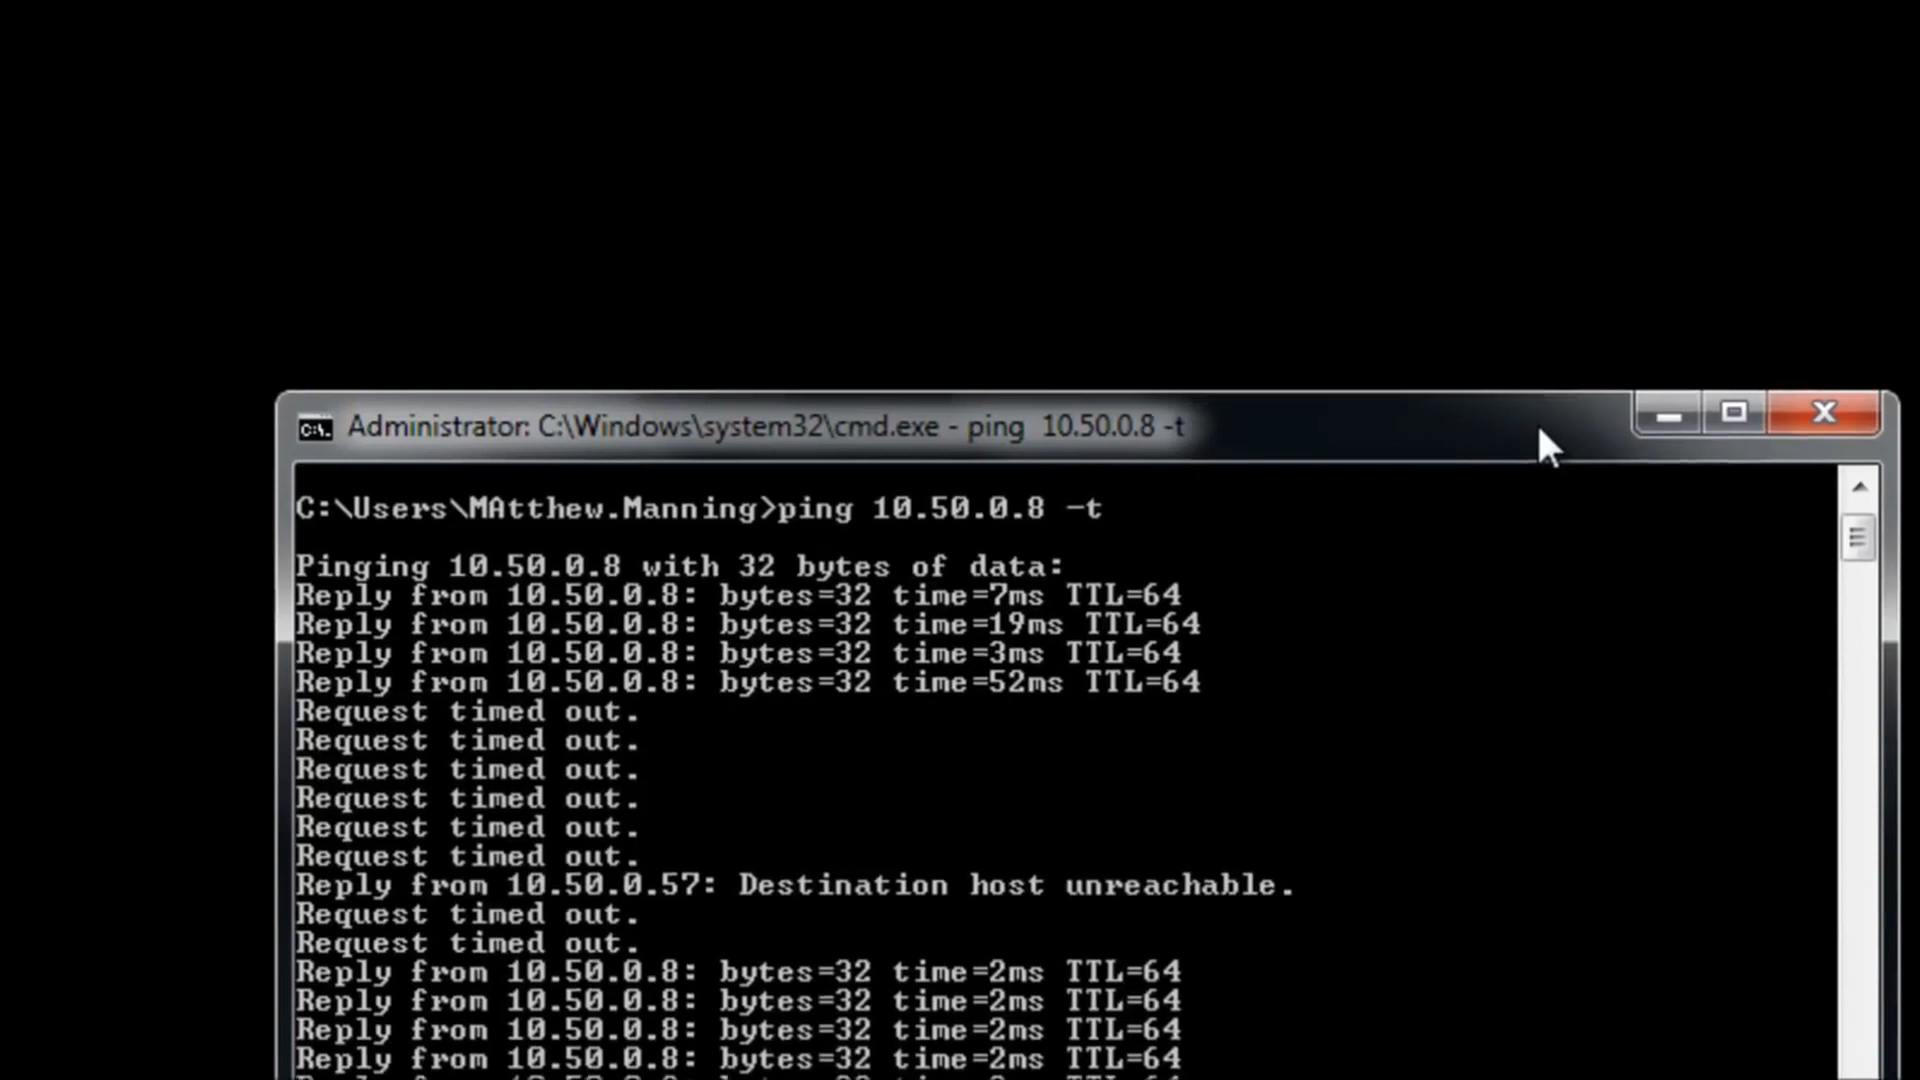 Administrator: C:\Windows\system32\cmd.exe - ping  10.50.0.8 -t
C:\Users\MAtthew.Manning>ping 10.50.0.8 -t
Pinging 10.50.0.8 with 32 bytes of data:
Reply from 10.50.0.8: bytes=32 time=7ms TTL=64
Reply from 10.50.0.8: bytes=32 time=19ms TTL=64
Reply from 10.50.0.8: bytes=32 time=3ms TTL=64
Reply from 10.50.0.8: bytes=32 time=52ms TTL=64
Request timed out.
Request timed out.
Request timed out.
Request timed out.
Request timed out.
Request timed out.
Reply from 10.50.0.57: Destination host unreachable.
Request timed out.
Request timed out.
Reply from 10.50.0.8: bytes=32 time=2ms TTL=64
Reply from 10.50.0.8: bytes=32 time=2ms TTL=64
Reply from 10.50.0.8: bytes=32 time=2ms TTL=64
Reply from 10.50.0.8: bytes=32 time=2ms TTL=64